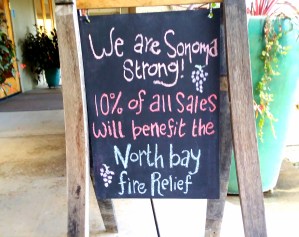 We are Sonoma
Strong!
10% of all Sales
will benefit the
North bay
fire Relief